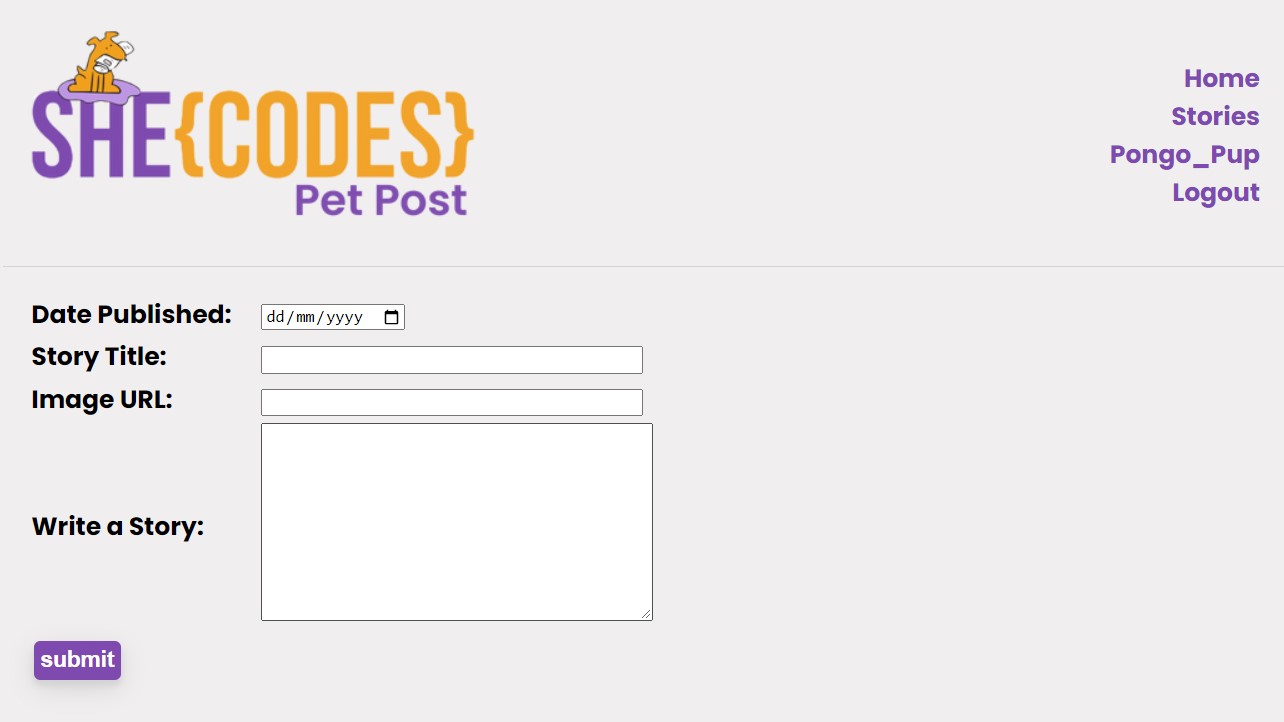 SHE{CODES}
Pet Post
Home
Stories
Pongo_Pup
Logout
Date Published: dd/mm/yyyy
Story Title:
Image URL:
Write a Story:
submit